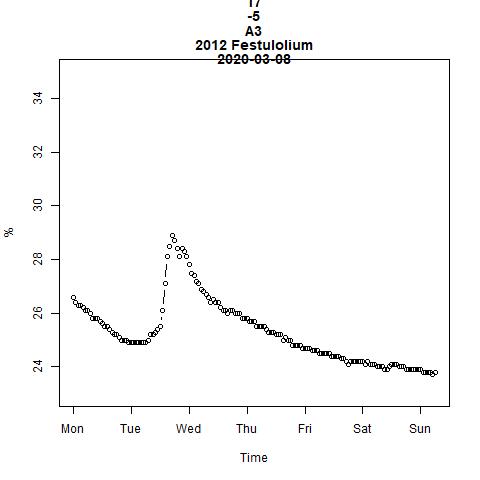 17
-5
A3
2012 Festulolium
2020-03-08
34
32
30
28
26
24
%
Mon Tue Wed Thu Fri Sat Sun
Time